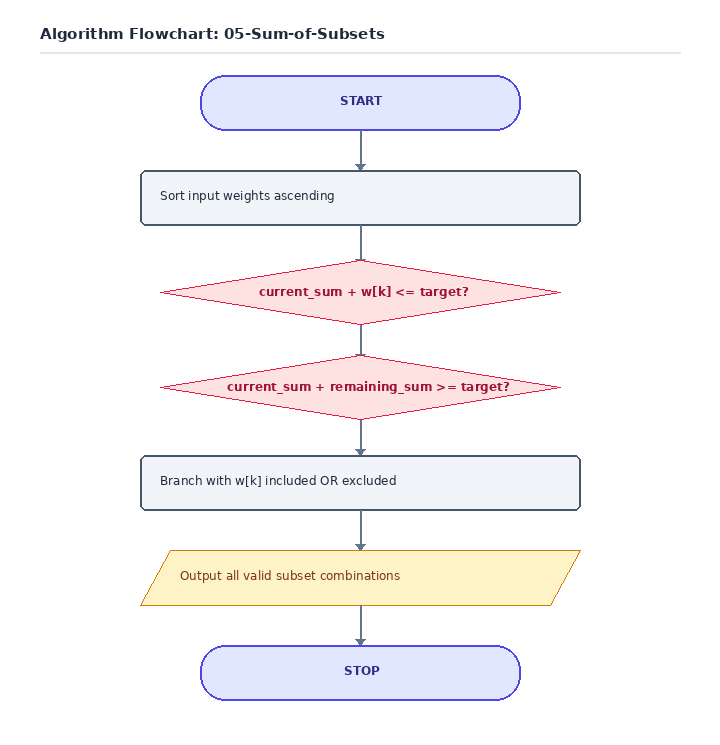 Algorithm Flowchart: 05-Sum-of-Subsets
START
Sort input weights ascending
current_sum + w[k] <= target?
current_sum + remaining_sum >= target?
Branch with w[k] included OR excluded
Output all valid subset combinations
STOP